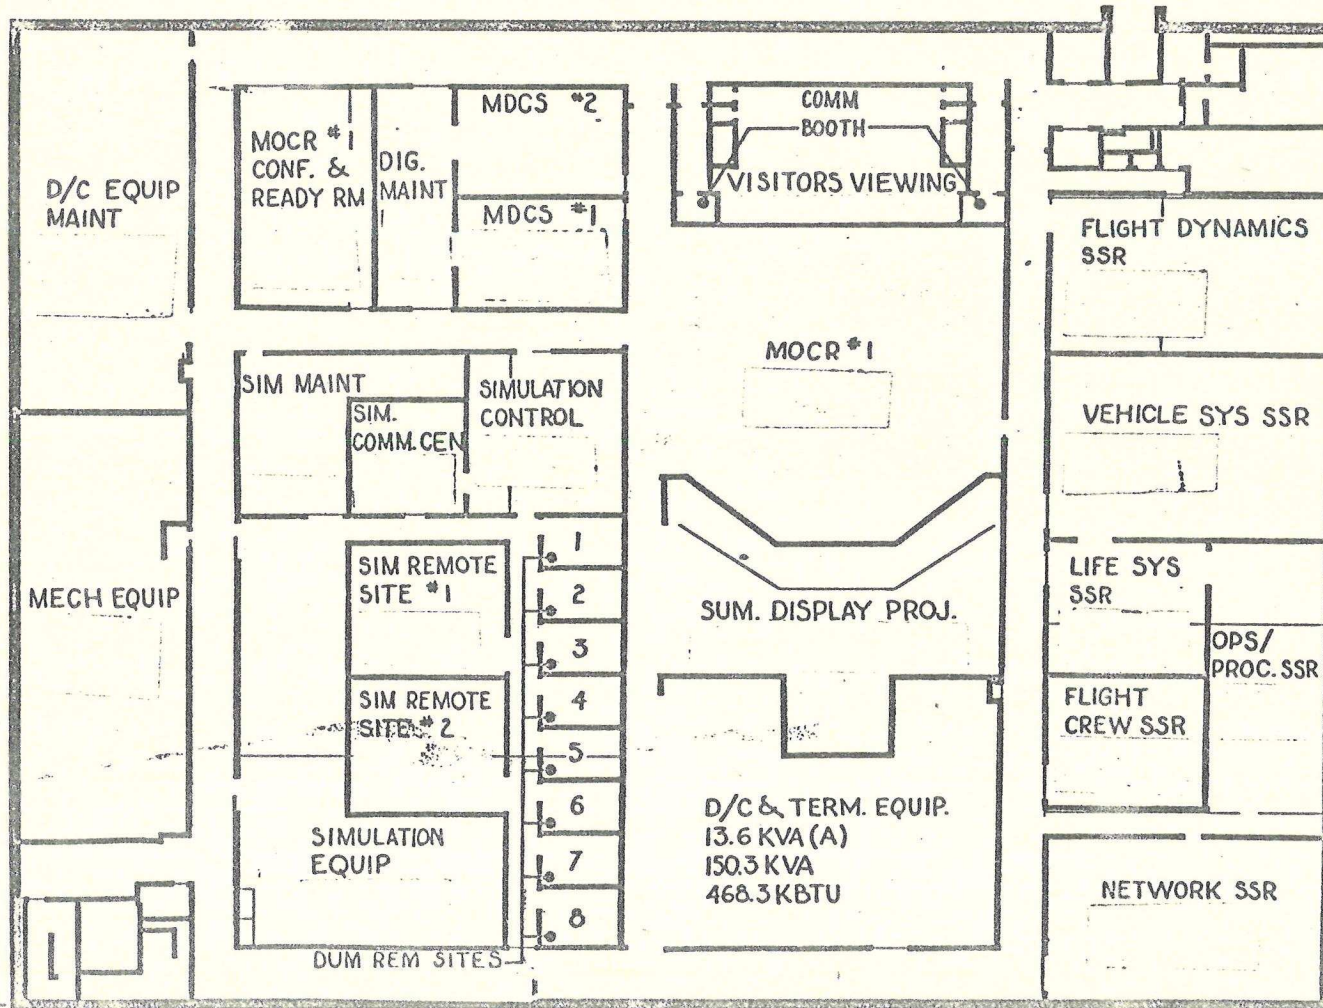 D/C EQUIP
MAINT
MOCR #1
CONF. &
READY RM
DIG.
MAINT
MDCS #2
MDCS #1
COMM
BOOTH
VISITORS VIEWING
FLIGHT DYNAMICS
SSR
MOCR #1
SIM MAINT
SIM.
COMM. CEN
SIMULATION
CONTROL
VEHICLE SYS SSR
MECH EQUIP
SIM REMOTE
SITE #1
SIM REMOTE
SITE #2
1
2
3
4
5
6
7
8
SUM. DISPLAY PROJ.
LIFE SYS
SSR
OPS/
PROC. SSR
FLIGHT
CREW SSR
SIMULATION
EQUIP
D/C & TERM. EQUIP.
13.6 KVA (A)
150.3 KVA
468.3 KBTU
NETWORK SSR
DUM REM SITES